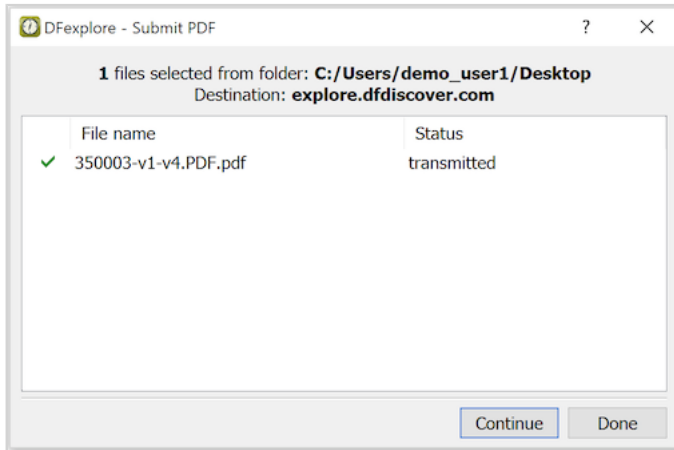 DFexplore - Submit PDF
1 files selected from folder: C:/Users/demo_user1/Desktop
Destination: explore.dfdiscover.com
File name Status
350003-v1-v4.PDF.pdf transmitted
Continue Done